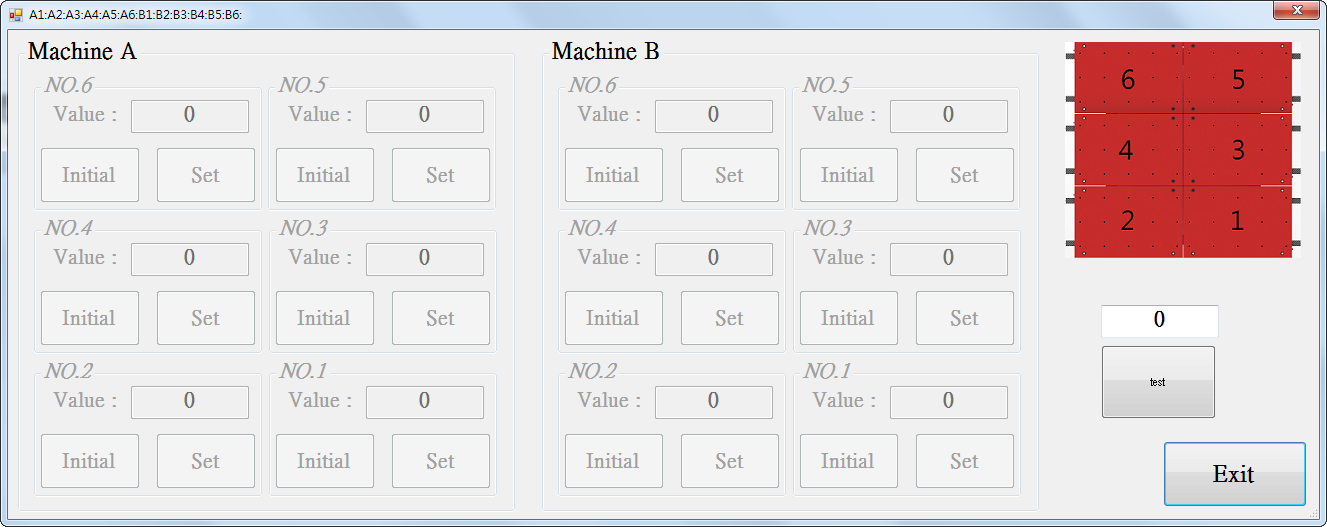 A1:A2:A3:A4:A5:A6:B1:B2:B3:B4:B5:B6:
Machine A
NO.6
Value :
0
Initial
Set
NO.5
Value :
0
Initial
Set
NO.4
Value :
0
Initial
Set
NO.3
Value :
0
Initial
Set
NO.2
Value :
0
Initial
Set
NO.1
Value :
0
Initial
Set
Machine B
NO.6
Value :
0
Initial
Set
NO.5
Value :
0
Initial
Set
NO.4
Value :
0
Initial
Set
NO.3
Value :
0
Initial
Set
NO.2
Value :
0
Initial
Set
NO.1
Value :
0
Initial
Set
6 5
4 3
2 1
0
test
Exit